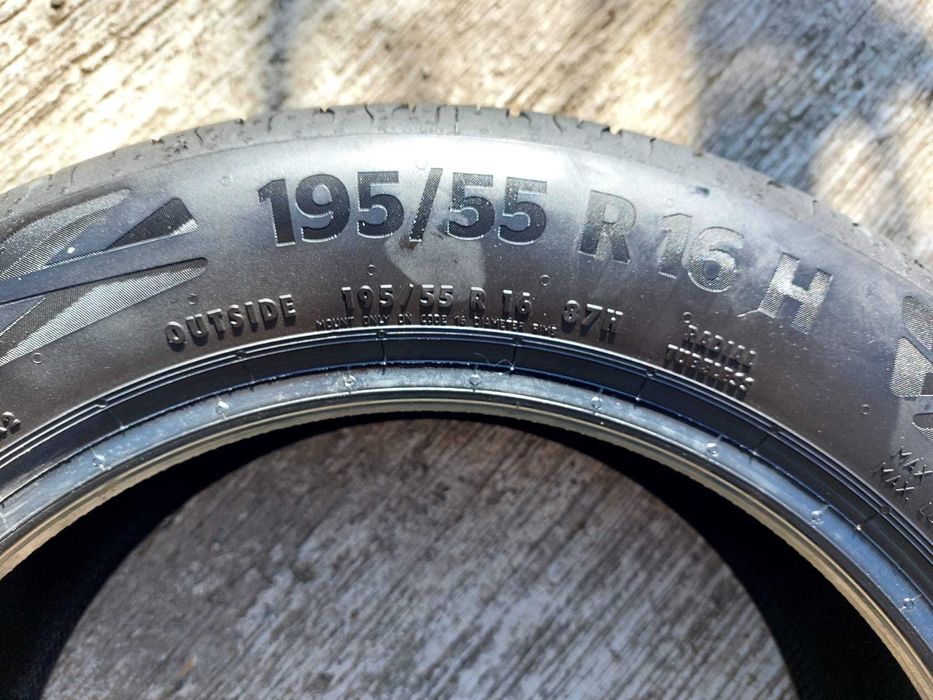 195/55 R 16 H
OUTSIDE 195/55 R 16 87H RADIAL
MOUNT ONLY ON CODE 16 DIAMETER RIMS TUBELESS
MAX
MAX. L